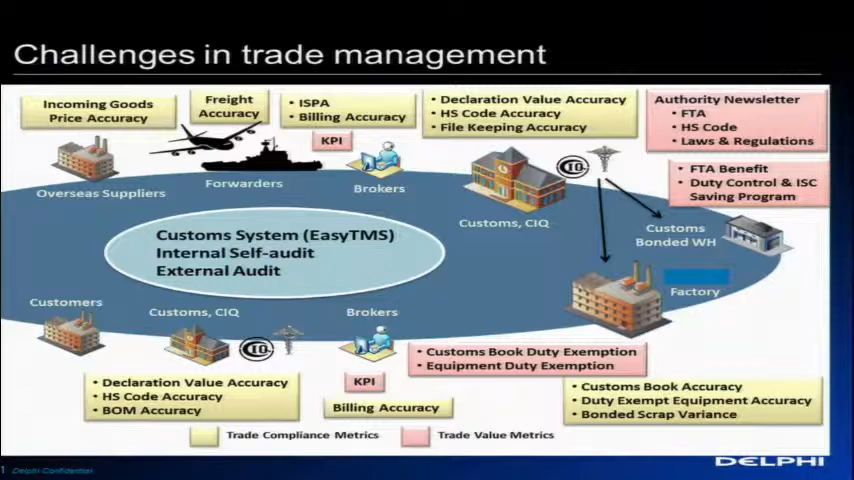 Challenges in trade management
Incoming Goods
Price Accuracy
Freight
Accuracy
• ISPA
• Billing Accuracy
KPI
• Declaration Value Accuracy
• HS Code Accuracy
• File Keeping Accuracy
Authority Newsletter
• FTA
• HS Code
• Laws & Regulations
• FTA Benefit
• Duty Control & ISC
Saving Program
Overseas Suppliers
Forwarders
Brokers
Customs, CIQ
CIQ
Customs
Bonded WH
Factory
Customs System (EasyTMS)
Internal Self-audit
External Audit
Customers
Customs, CIQ
CIQ
Brokers
• Customs Book Duty Exemption
• Equipment Duty Exemption
• Declaration Value Accuracy
• HS Code Accuracy
• BOM Accuracy
KPI
Billing Accuracy
• Customs Book Accuracy
• Duty Exempt Equipment Accuracy
• Bonded Scrap Variance
Trade Compliance Metrics
Trade Value Metrics
1 Delphi Confidential
DELPHI